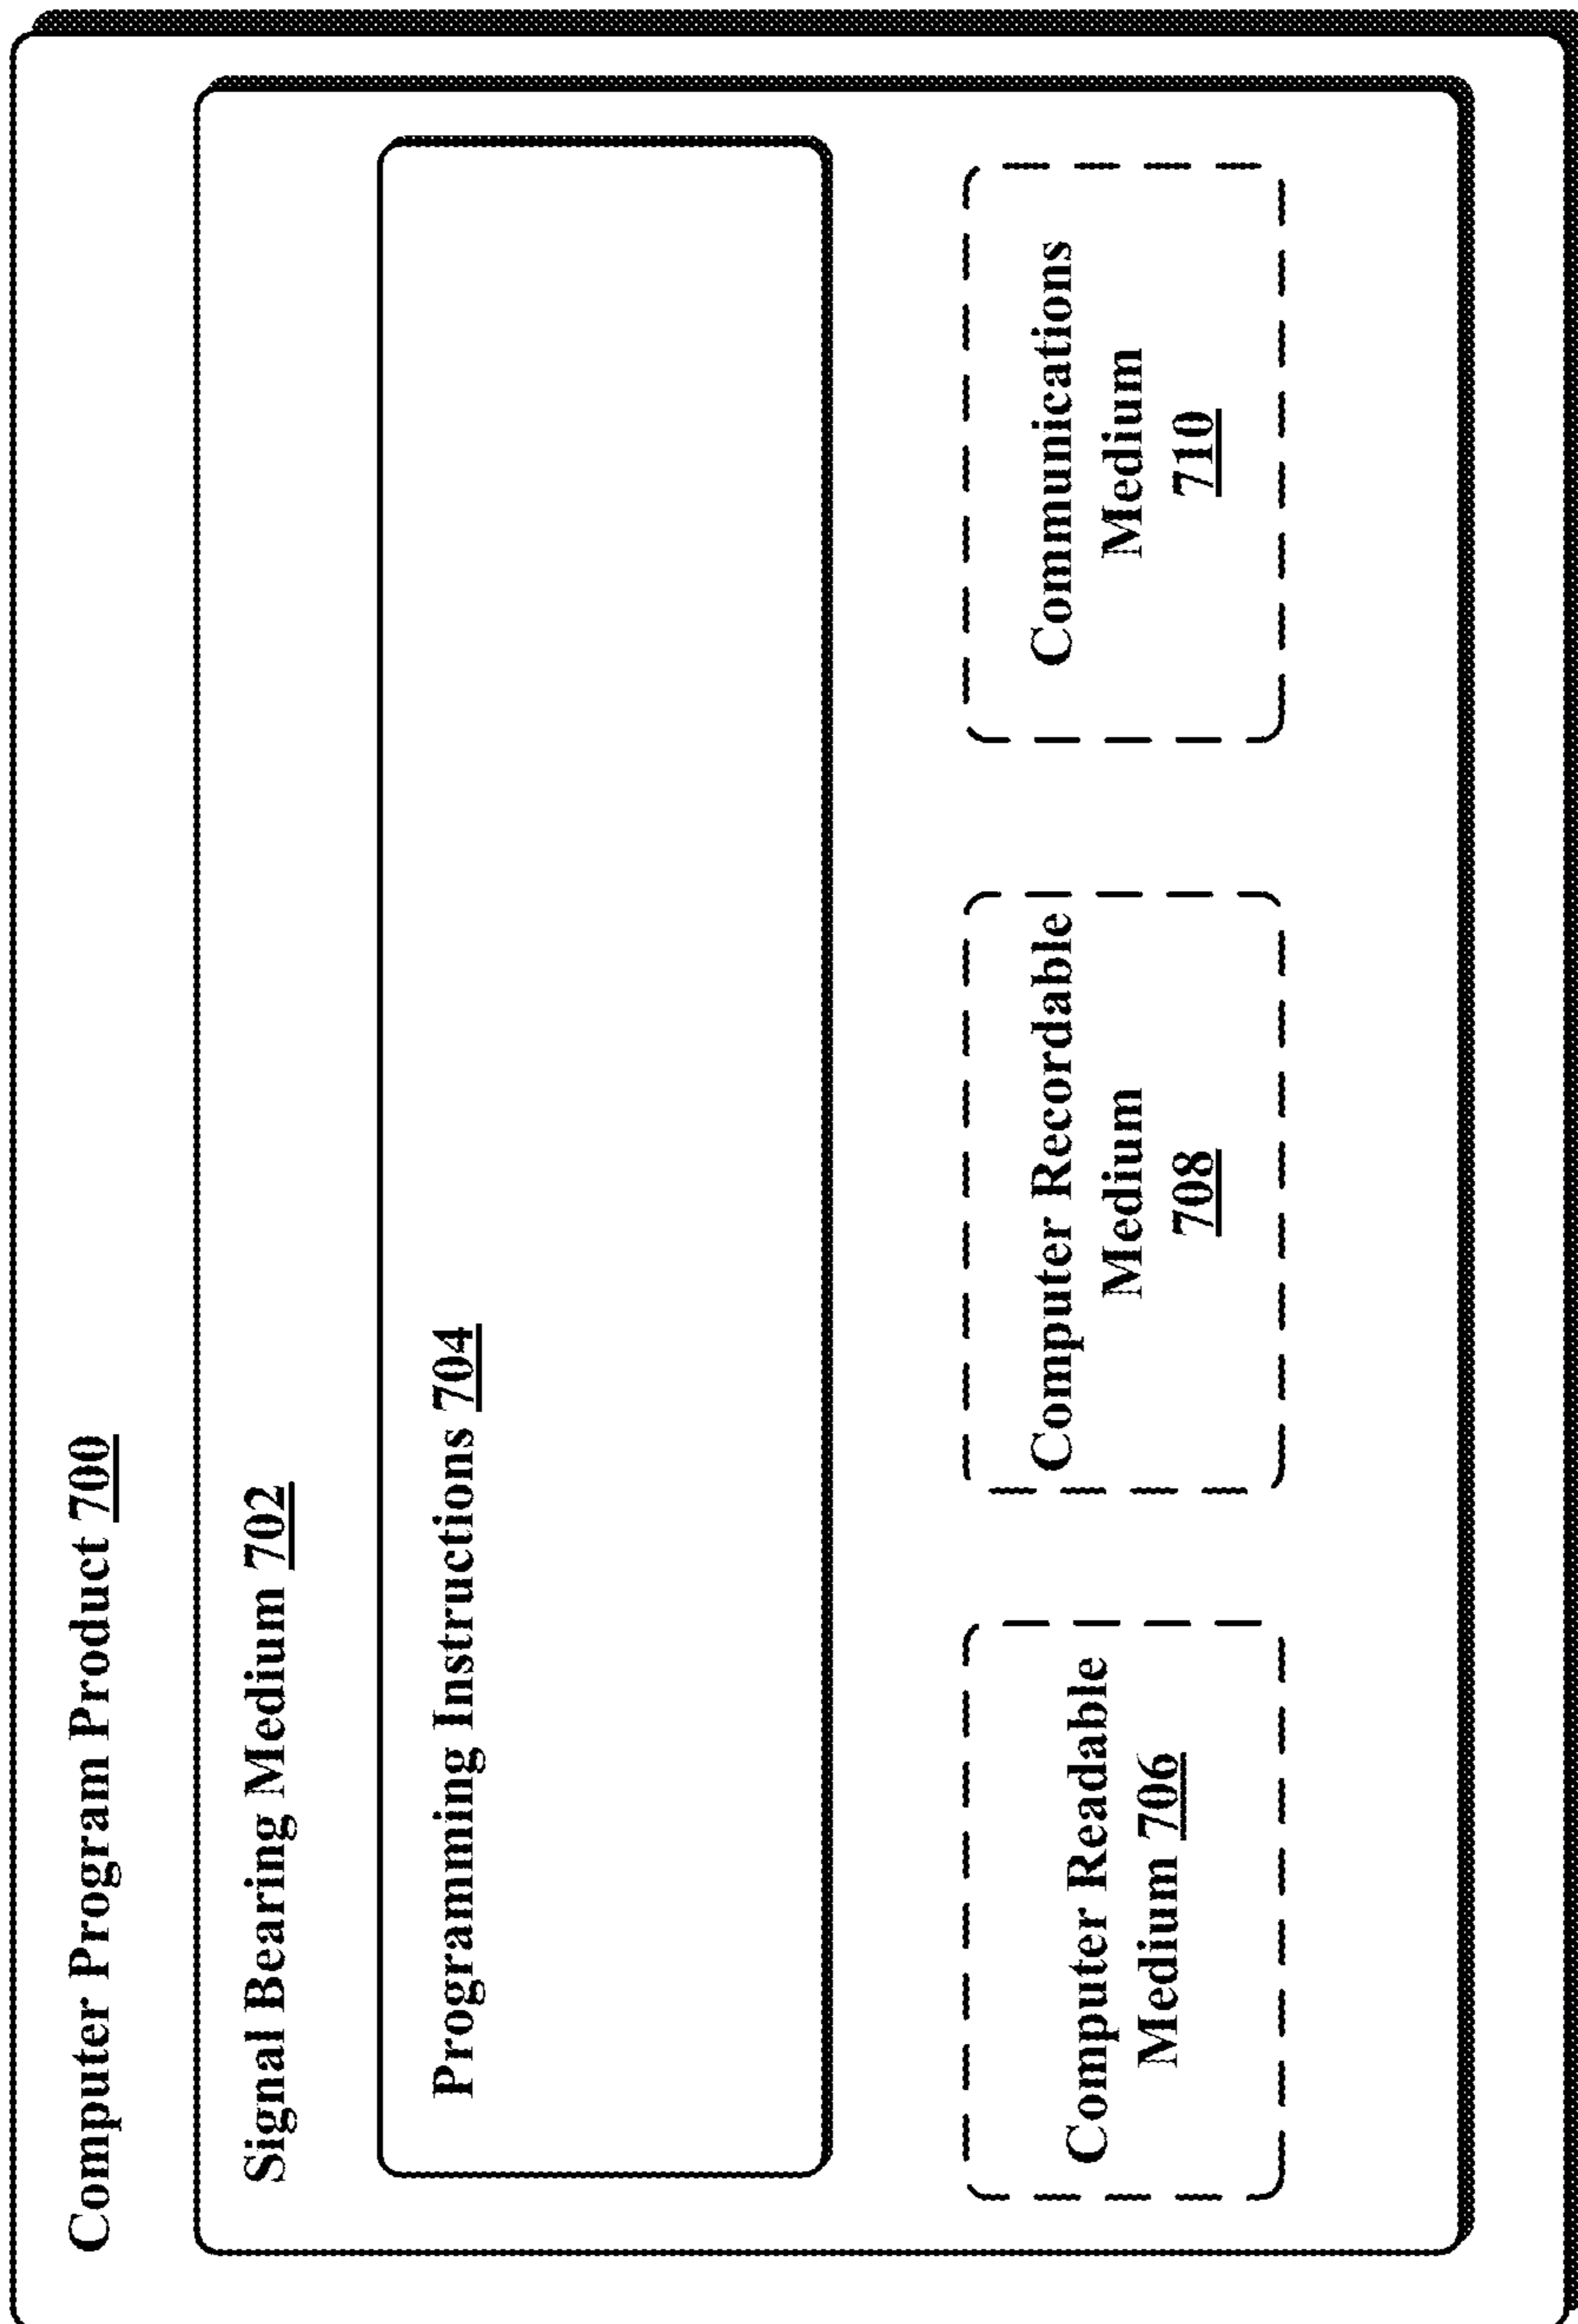 Computer Program Product 700
Signal Bearing Medium 702
Programming Instructions 704
Computer Readable
Medium 706
Computer Recordable
Medium
708
Communications
Medium
710